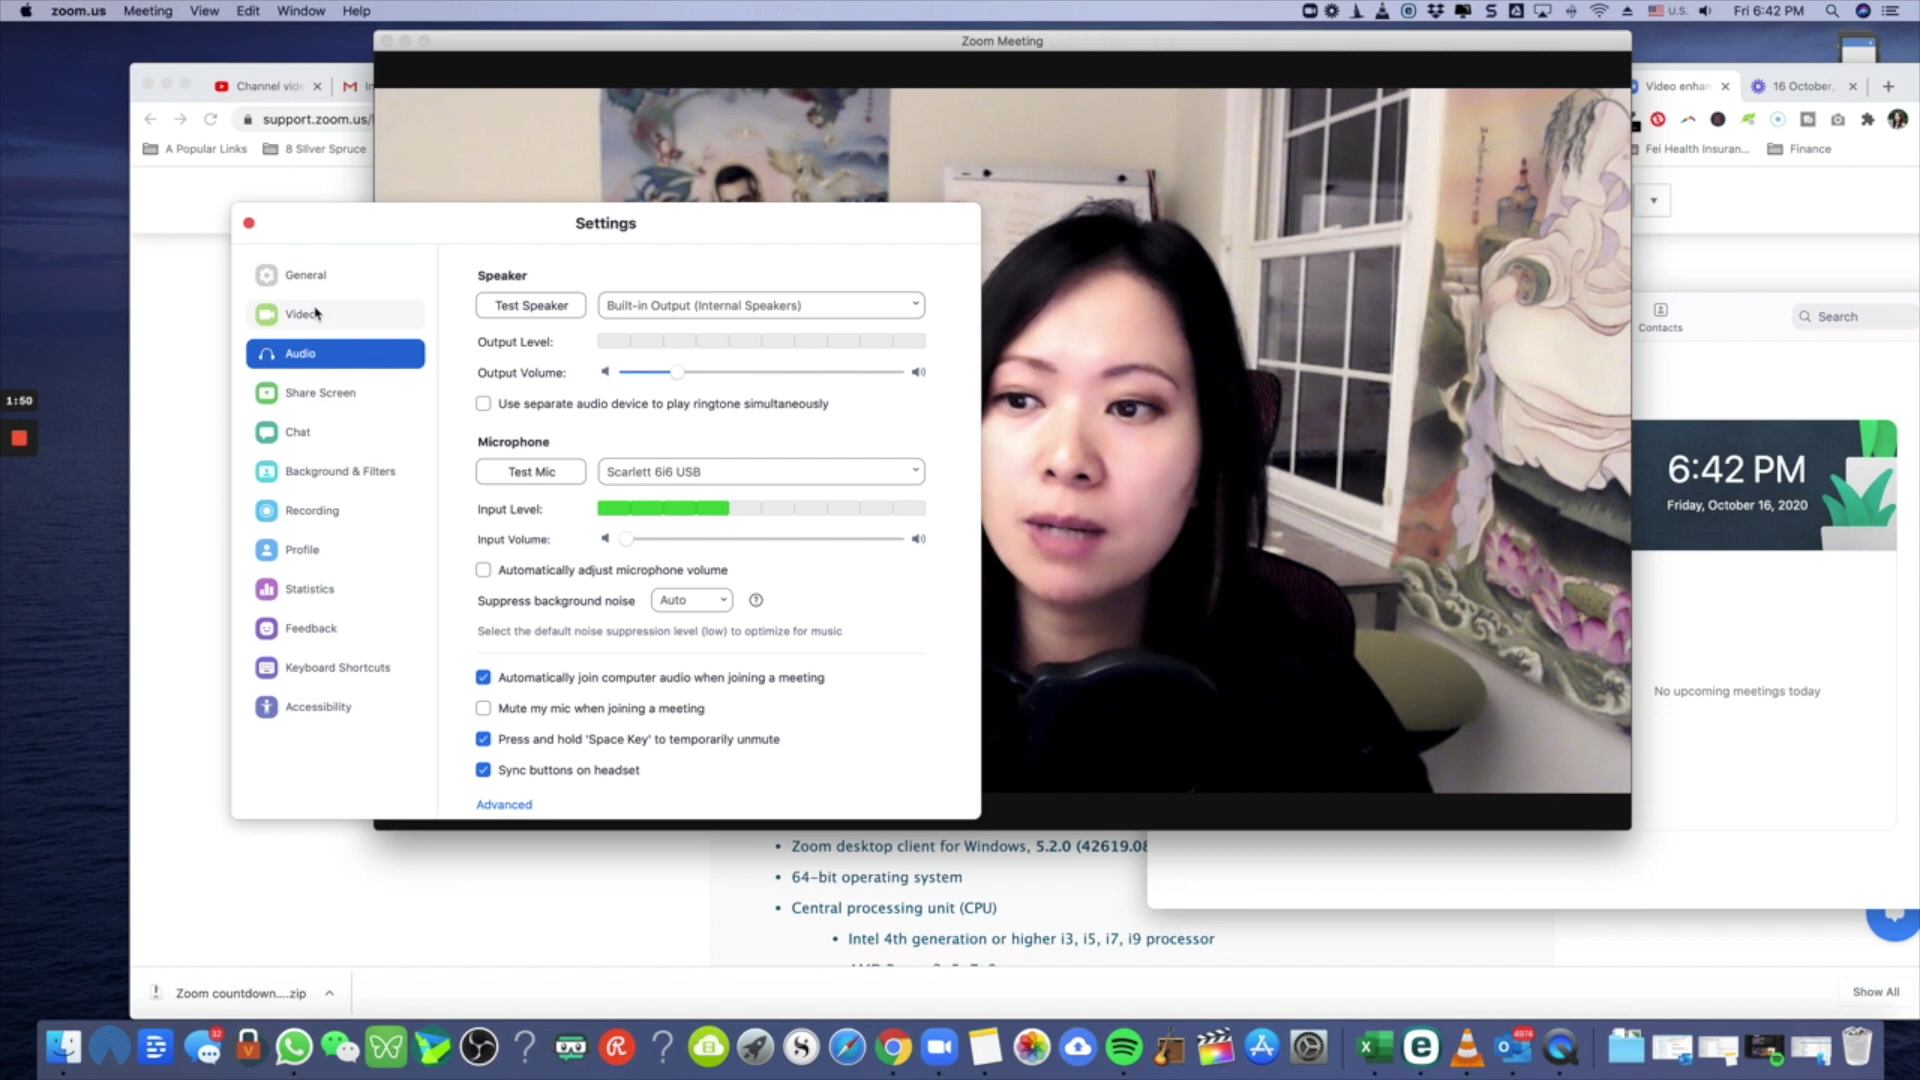 zoom.us Meeting View Edit Window Help
U.S. Fri 6:42 PM
Zoom Meeting
Channel vide
support.zoom.us/
A Popular Links 8 Silver Spruce
Video enhan 16 October,
Fei Health Insuran... Finance
Contacts
Search
6:42 PM
Friday, October 16, 2020
No upcoming meetings today
1:50
Settings
General
Video
Audio
Share Screen
Chat
Background & Filters
Recording
Profile
Statistics
Feedback
Keyboard Shortcuts
Accessibility
Speaker
Test Speaker Built-in Output (Internal Speakers)
Output Level:
Output Volume:
Use separate audio device to play ringtone simultaneously
Microphone
Test Mic Scarlett 6i6 USB
Input Level:
Input Volume:
Automatically adjust microphone volume
Suppress background noise Auto
Select the default noise suppression level (low) to optimize for music
Automatically join computer audio when joining a meeting
Mute my mic when joining a meeting
Press and hold 'Space Key' to temporarily unmute
Sync buttons on headset
Advanced
• Zoom desktop client for Windows, 5.2.0 (42619.08
• 64-bit operating system
• Central processing unit (CPU)
• Intel 4th generation or higher i3, i5, i7, i9 processor
Zoom countdown....zip
Show All
32
4974